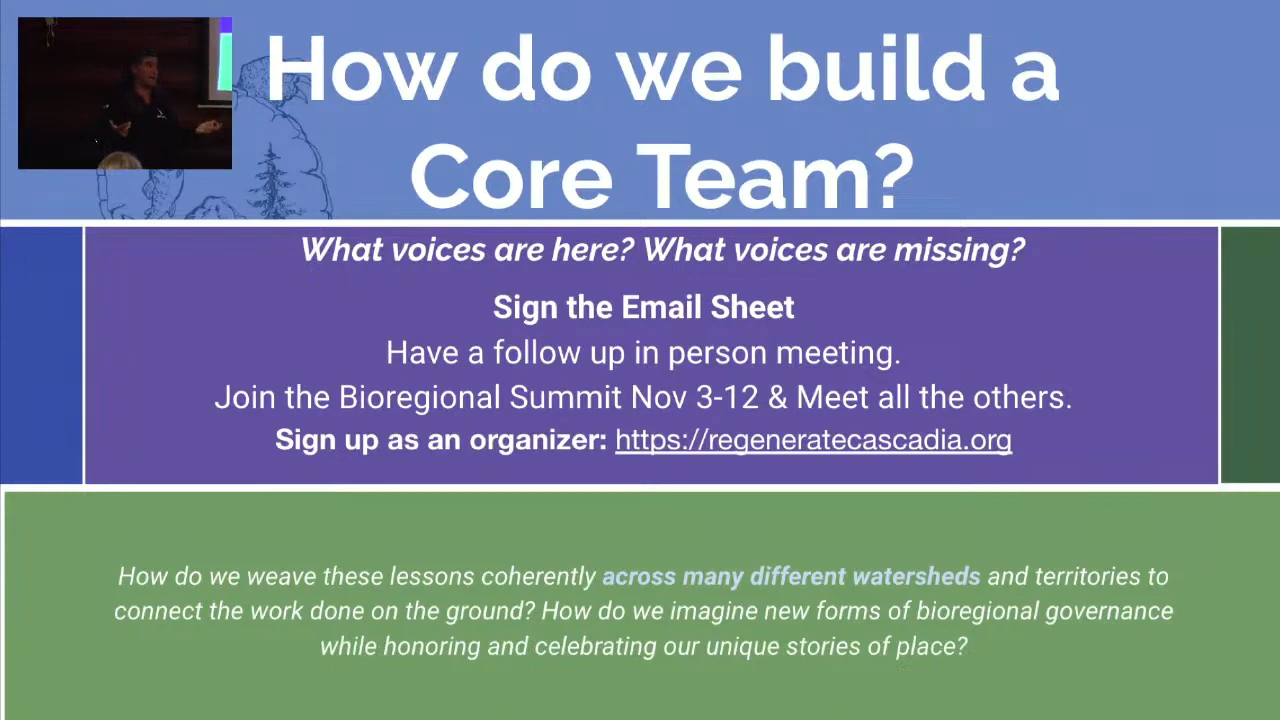 How do we build a
Core Team?
What voices are here? What voices are missing?
Sign the Email Sheet
Have a follow up in person meeting.
Join the Bioregional Summit Nov 3-12 & Meet all the others.
Sign up as an organizer: https://regeneratecascadia.org
How do we weave these lessons coherently across many different watersheds and territories to
connect the work done on the ground? How do we imagine new forms of bioregional governance
while honoring and celebrating our unique stories of place?